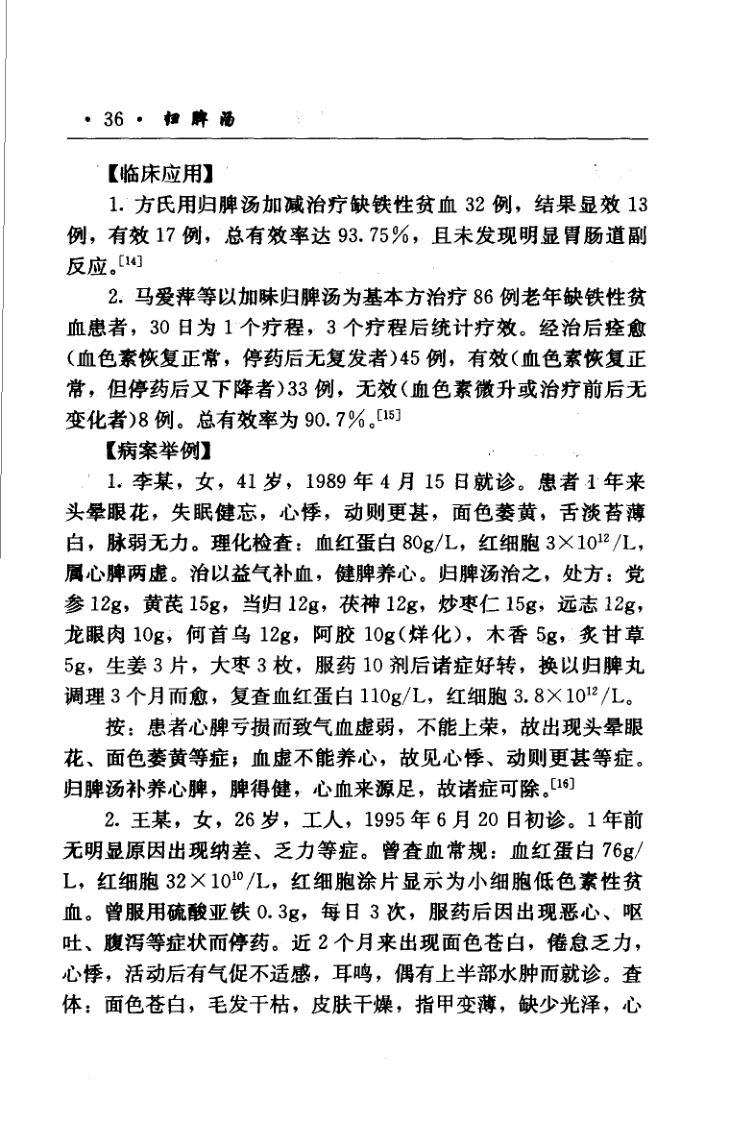 ·36· 归脾汤
【临床应用】
1. 方氏用归脾汤加减治疗缺铁性贫血 32 例，结果显效 13
例，有效 17 例，总有效率达 93.75%，且未发现明显胃肠道副
反应。[14]
2. 马爱萍等以加味归脾汤为基本方治疗 86 例老年缺铁性贫
血患者，30 日为 1 个疗程，3 个疗程后统计疗效。经治后痊愈
(血色素恢复正常，停药后无复发者)45 例，有效(血色素恢复正
常，但停药后又下降者)33 例，无效(血色素微升或治疗前后无
变化者)8 例。总有效率为 90.7%。[15]
【病案举例】
1. 李某，女，41 岁，1989 年 4 月 15 日就诊。患者 1 年来
头晕眼花，失眠健忘，心悸，动则更甚，面色萎黄，舌淡苔薄
白，脉弱无力。理化检查：血红蛋白 80g/L，红细胞 3×10¹²/L，
属心脾两虚。治以益气补血，健脾养心。归脾汤治之，处方：党
参 12g，黄芪 15g，当归 12g，茯神 12g，炒枣仁 15g，远志 12g，
龙眼肉 10g，何首乌 12g，阿胶 10g(烊化)，木香 5g，炙甘草
5g，生姜 3 片，大枣 3 枚，服药 10 剂后诸症好转，换以归脾丸
调理 3 个月而愈，复查血红蛋白 110g/L，红细胞 3.8×10¹²/L。
按：患者心脾亏损而致气血虚弱，不能上荣，故出现头晕眼
花、面色萎黄等症；血虚不能养心，故见心悸、动则更甚等症。
归脾汤补养心脾，脾得健，心血来源足，故诸症可除。[16]
2. 王某，女，26 岁，工人，1995 年 6 月 20 日初诊。1 年前
无明显原因出现纳差、乏力等症。曾查血常规：血红蛋白 76g/
L，红细胞 32×10¹⁰/L，红细胞涂片显示为小细胞低色素性贫
血。曾服用硫酸亚铁 0.3g，每日 3 次，服药后因出现恶心、呕
吐、腹泻等症状而停药。近 2 个月来出现面色苍白，倦怠乏力，
心悸，活动后有气促不适感，耳鸣，偶有上半部水肿而就诊。查
体：面色苍白，毛发干枯，皮肤干燥，指甲变薄，缺少光泽，心